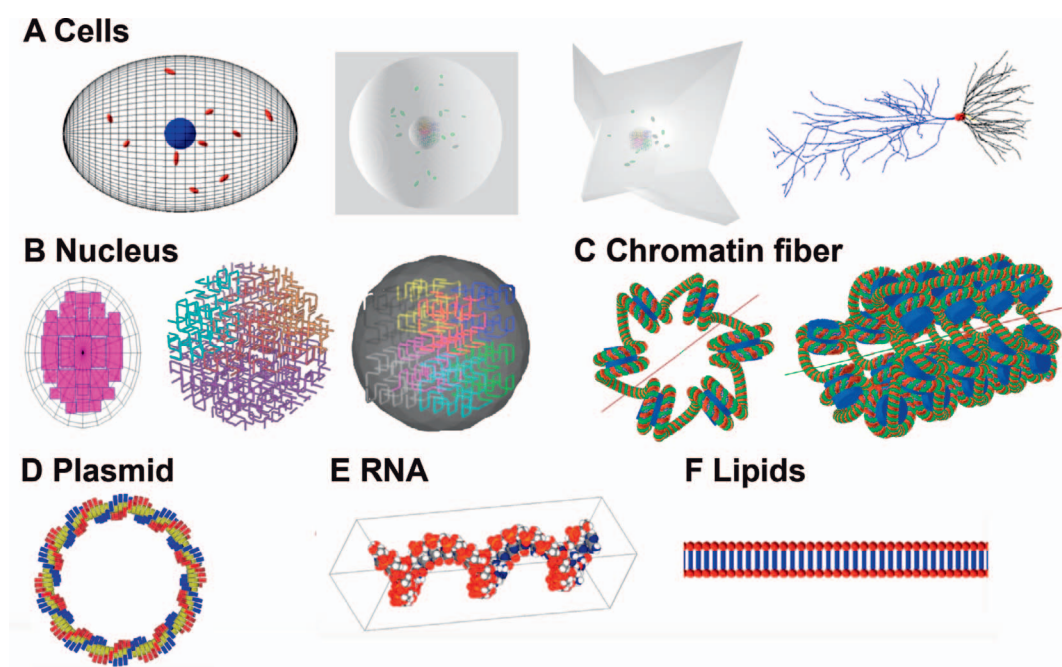 A Cells
B Nucleus
C Chromatin fiber
D Plasmid
E RNA
F Lipids